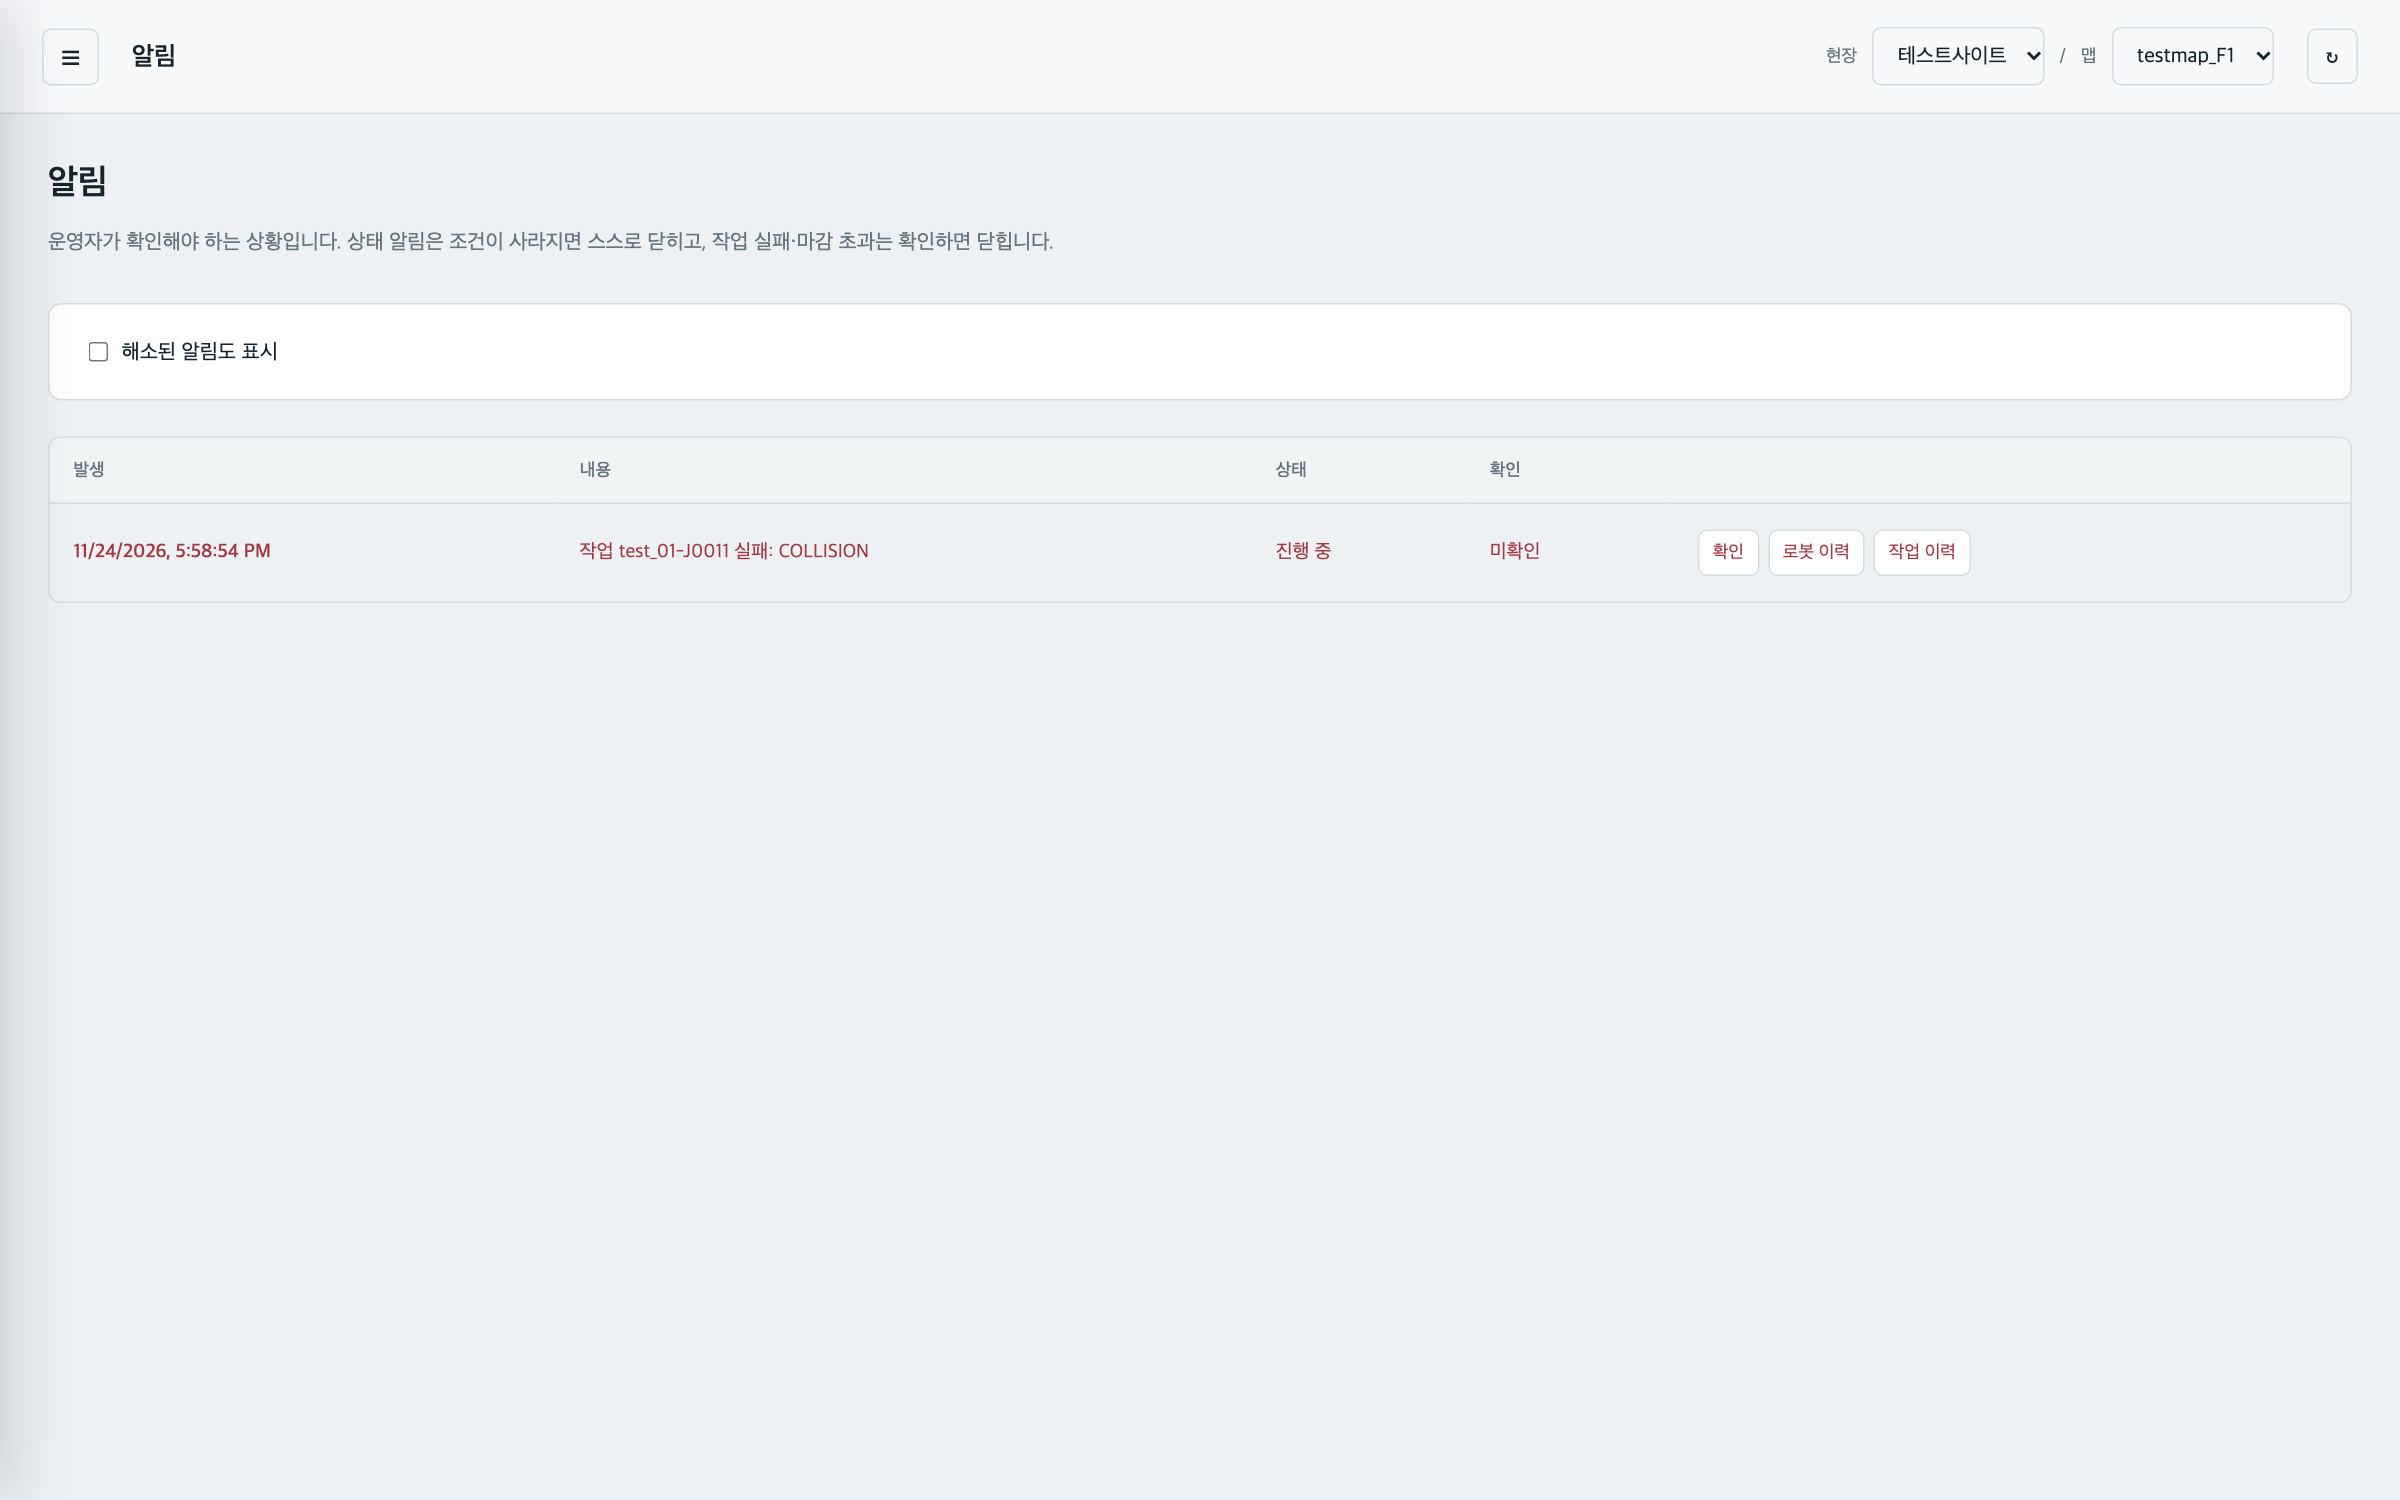 ☰ 알림 현장 테스트사이트 / 맵 testmap_F1 ↻
알림
운영자가 확인해야 하는 상황입니다. 상태 알림은 조건이 사라지면 스스로 닫히고, 작업 실패·마감 초과는 확인하면 닫힙니다.
해소된 알림도 표시
발생 내용 상태 확인
11/24/2026, 5:58:54 PM 작업 test_01-J0011 실패: COLLISION 진행 중 미확인 확인 로봇 이력 작업 이력